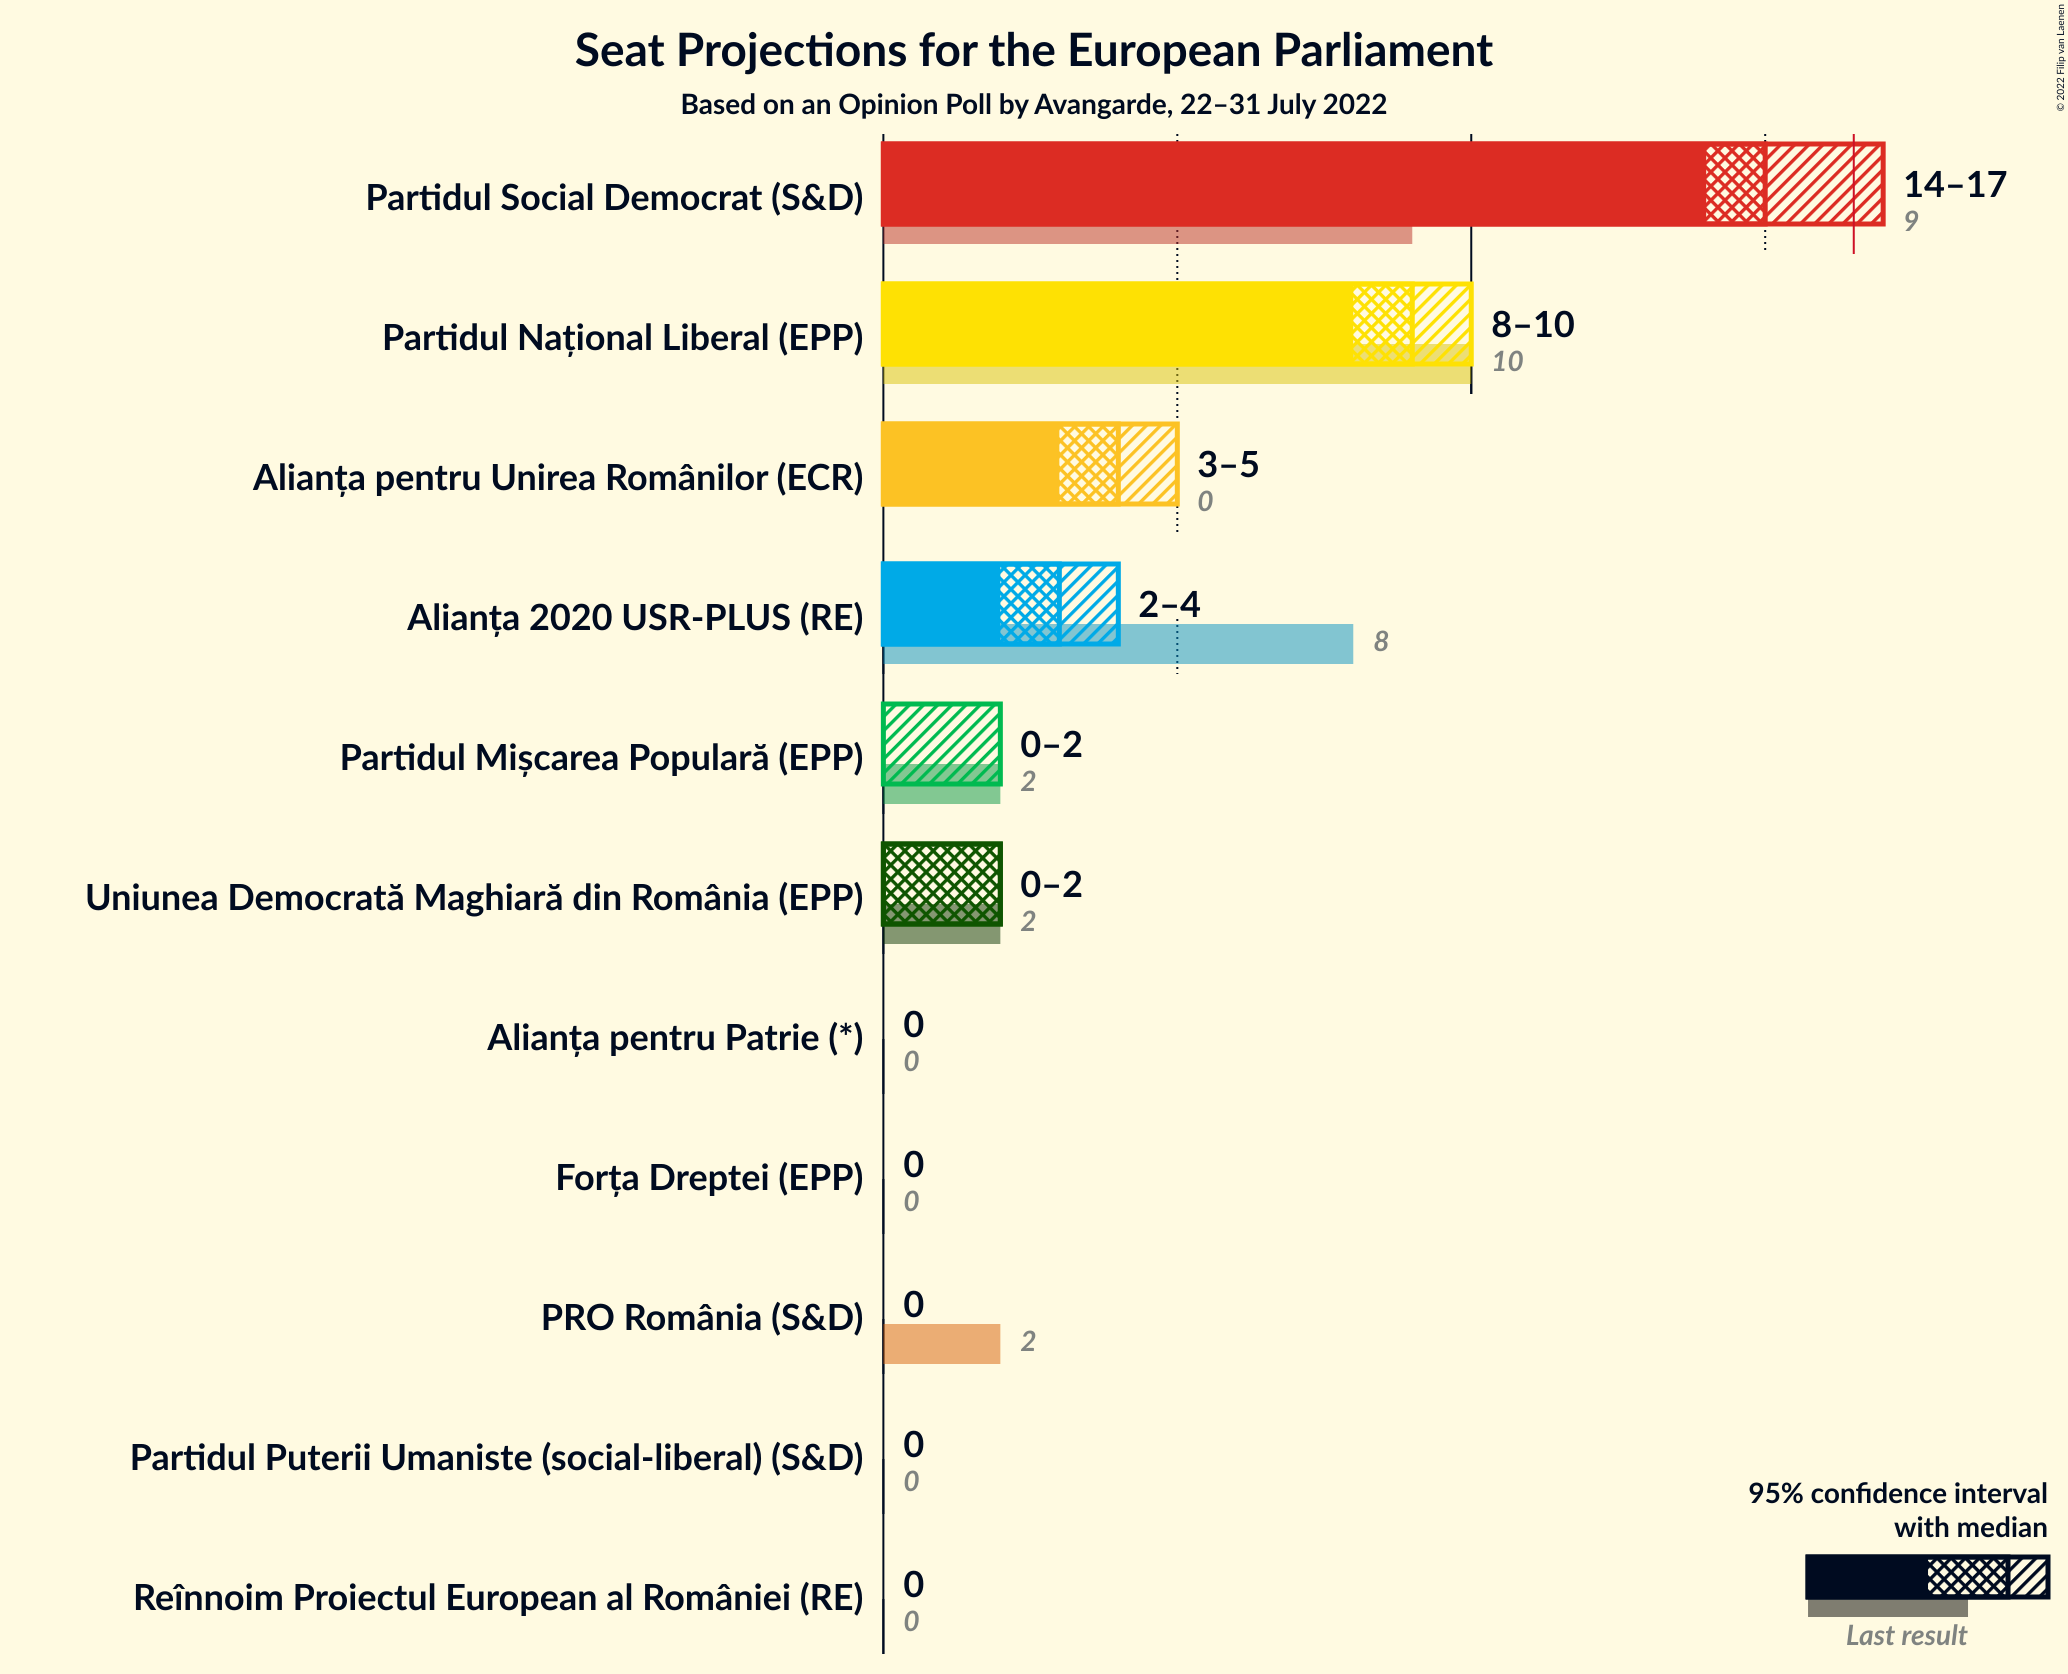 Seat Projections for the European Parliament
Based on an Opinion Poll by Avangarde, 22–31 July 2022
© 2022 Filip van Laenen
Partidul Social Democrat (S&D)
14–17
9
Partidul Național Liberal (EPP)
8–10
10
Alianța pentru Unirea Românilor (ECR)
3–5
0
Alianța 2020 USR-PLUS (RE)
2–4
8
Partidul Mișcarea Populară (EPP)
0–2
2
Uniunea Democrată Maghiară din România (EPP)
0–2
2
Alianța pentru Patrie (*)
0
0
Forța Dreptei (EPP)
0
0
PRO România (S&D)
0
2
Partidul Puterii Umaniste (social-liberal) (S&D)
0
0
Reînnoim Proiectul European al României (RE)
0
0
95% confidence interval
with median
Last result